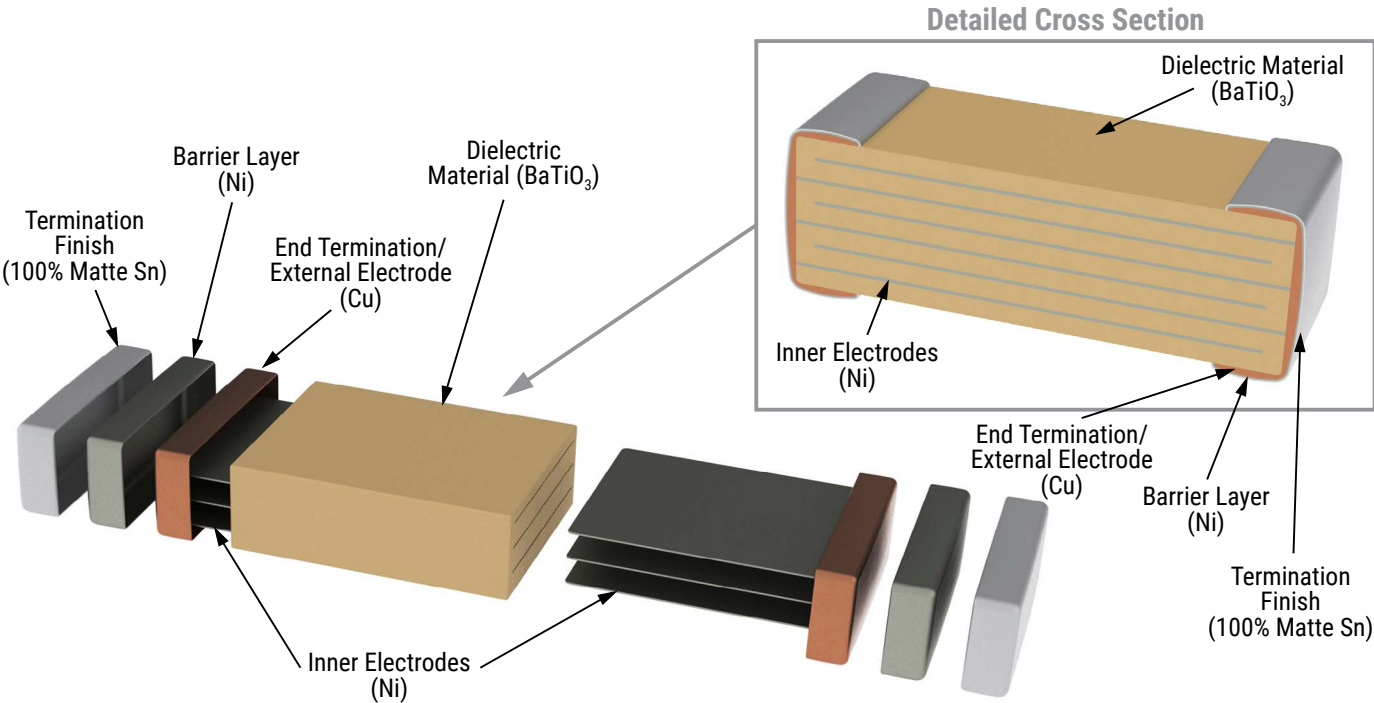 Detailed Cross Section
Dielectric Material
(BaTiO₃)
Inner Electrodes
(Ni)
End Termination/
External Electrode
(Cu)
Barrier Layer
(Ni)
Termination
Finish
(100% Matte Sn)
Termination
Finish
(100% Matte Sn)
Barrier Layer
(Ni)
End Termination/
External Electrode
(Cu)
Dielectric
Material (BaTiO₃)
Inner Electrodes
(Ni)